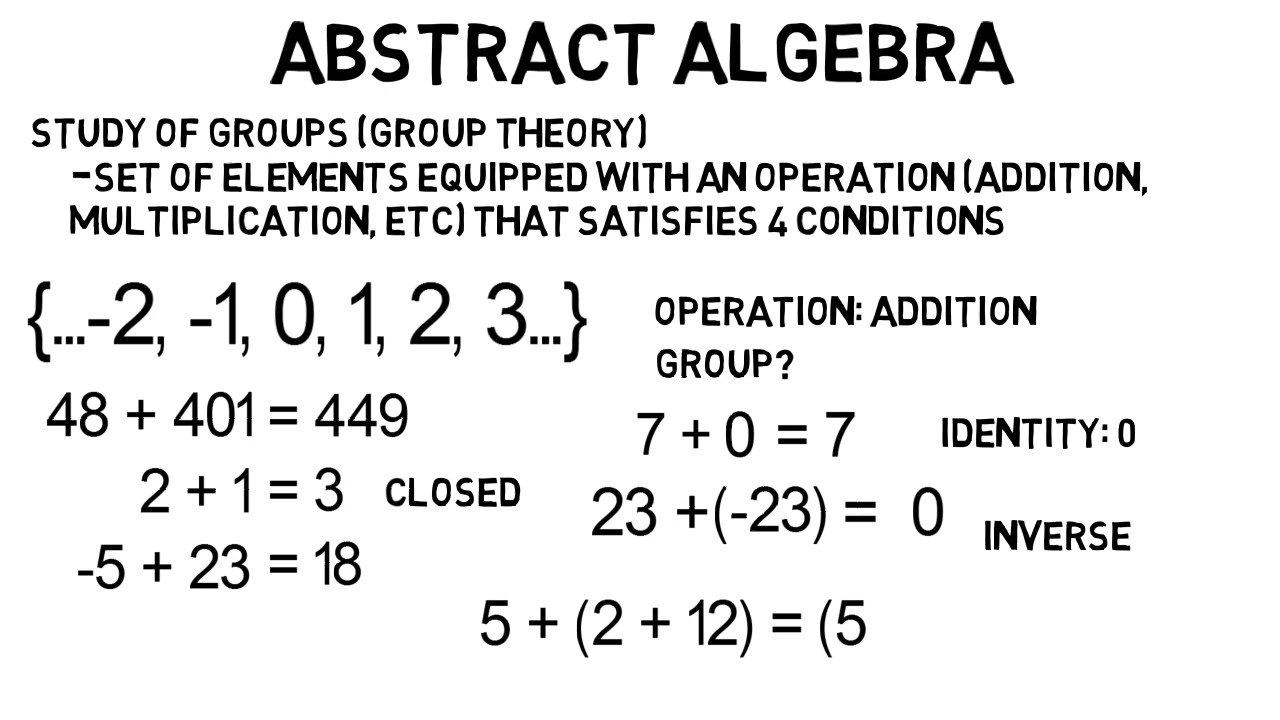 ABSTRACT ALGEBRA
STUDY OF GROUPS (GROUP THEORY)
-SET OF ELEMENTS EQUIPPED WITH AN OPERATION (ADDITION,
MULTIPLICATION, ETC) THAT SATISFIES 4 CONDITIONS
{...-2, -1, 0, 1, 2, 3...}
48 + 401 = 449
2 + 1 = 3 CLOSED
-5 + 23 = 18
OPERATION: ADDITION
GROUP?
7 + 0 = 7 IDENTITY: 0
23 +(-23) = 0 INVERSE
5 + (2 + 12) = (5